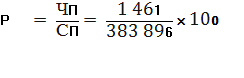 Р = ЧП / СП = 1 461 / 383 896 × 100